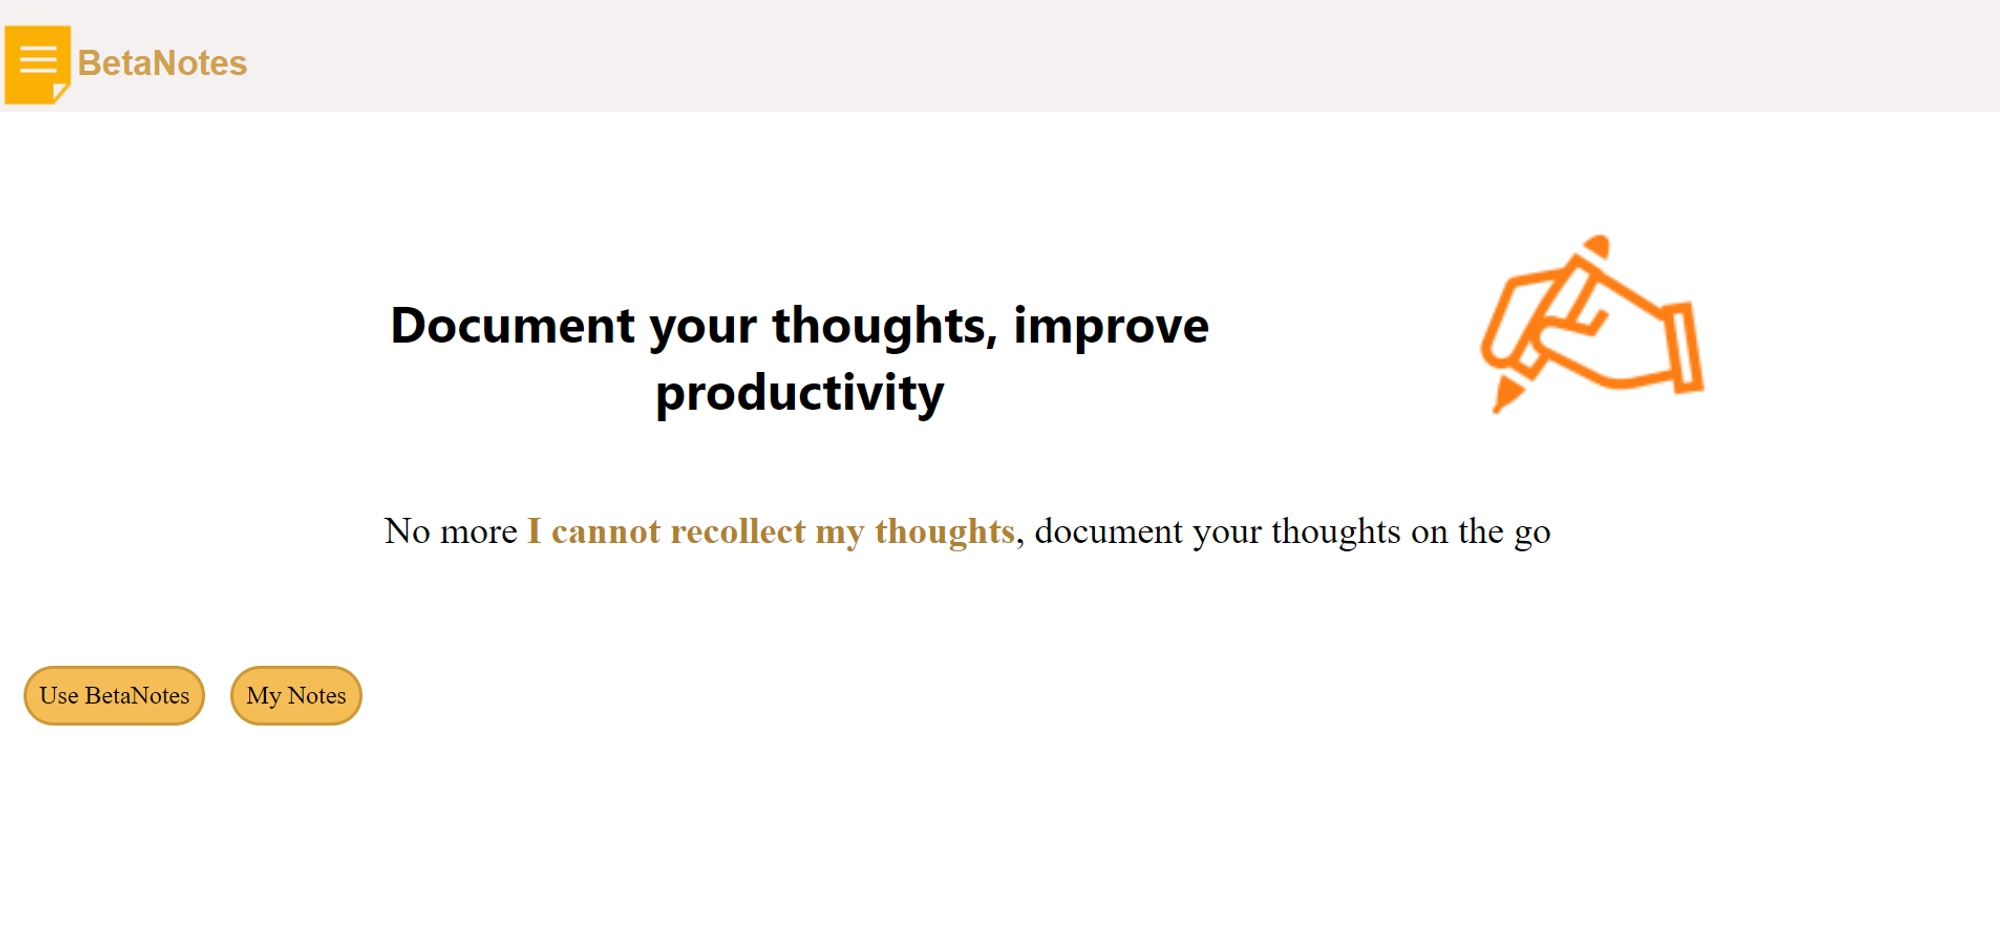 BetaNotes
Document your thoughts, improve
productivity
No more I cannot recollect my thoughts, document your thoughts on the go
Use BetaNotes
My Notes